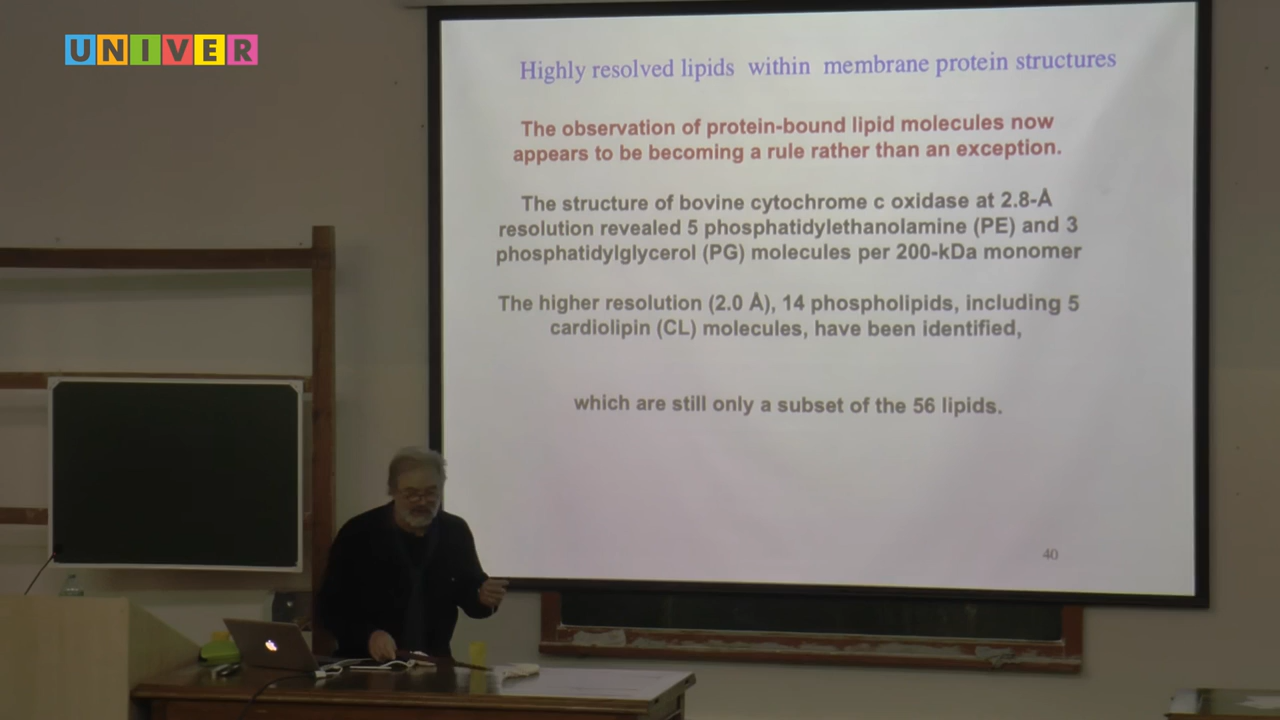 UNIVER
Highly resolved lipids within membrane protein structures
The observation of protein-bound lipid molecules now
appears to be becoming a rule rather than an exception.
The structure of bovine cytochrome c oxidase at 2.8-Å
resolution revealed 5 phosphatidylethanolamine (PE) and 3
phosphatidylglycerol (PG) molecules per 200-kDa monomer
The higher resolution (2.0 Å), 14 phospholipids, including 5
cardiolipin (CL) molecules, have been identified,
which are still only a subset of the 56 lipids.
40